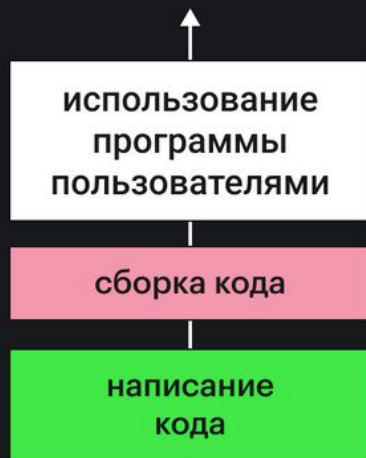 использование
программы
пользователями
сборка кода
написание
кода